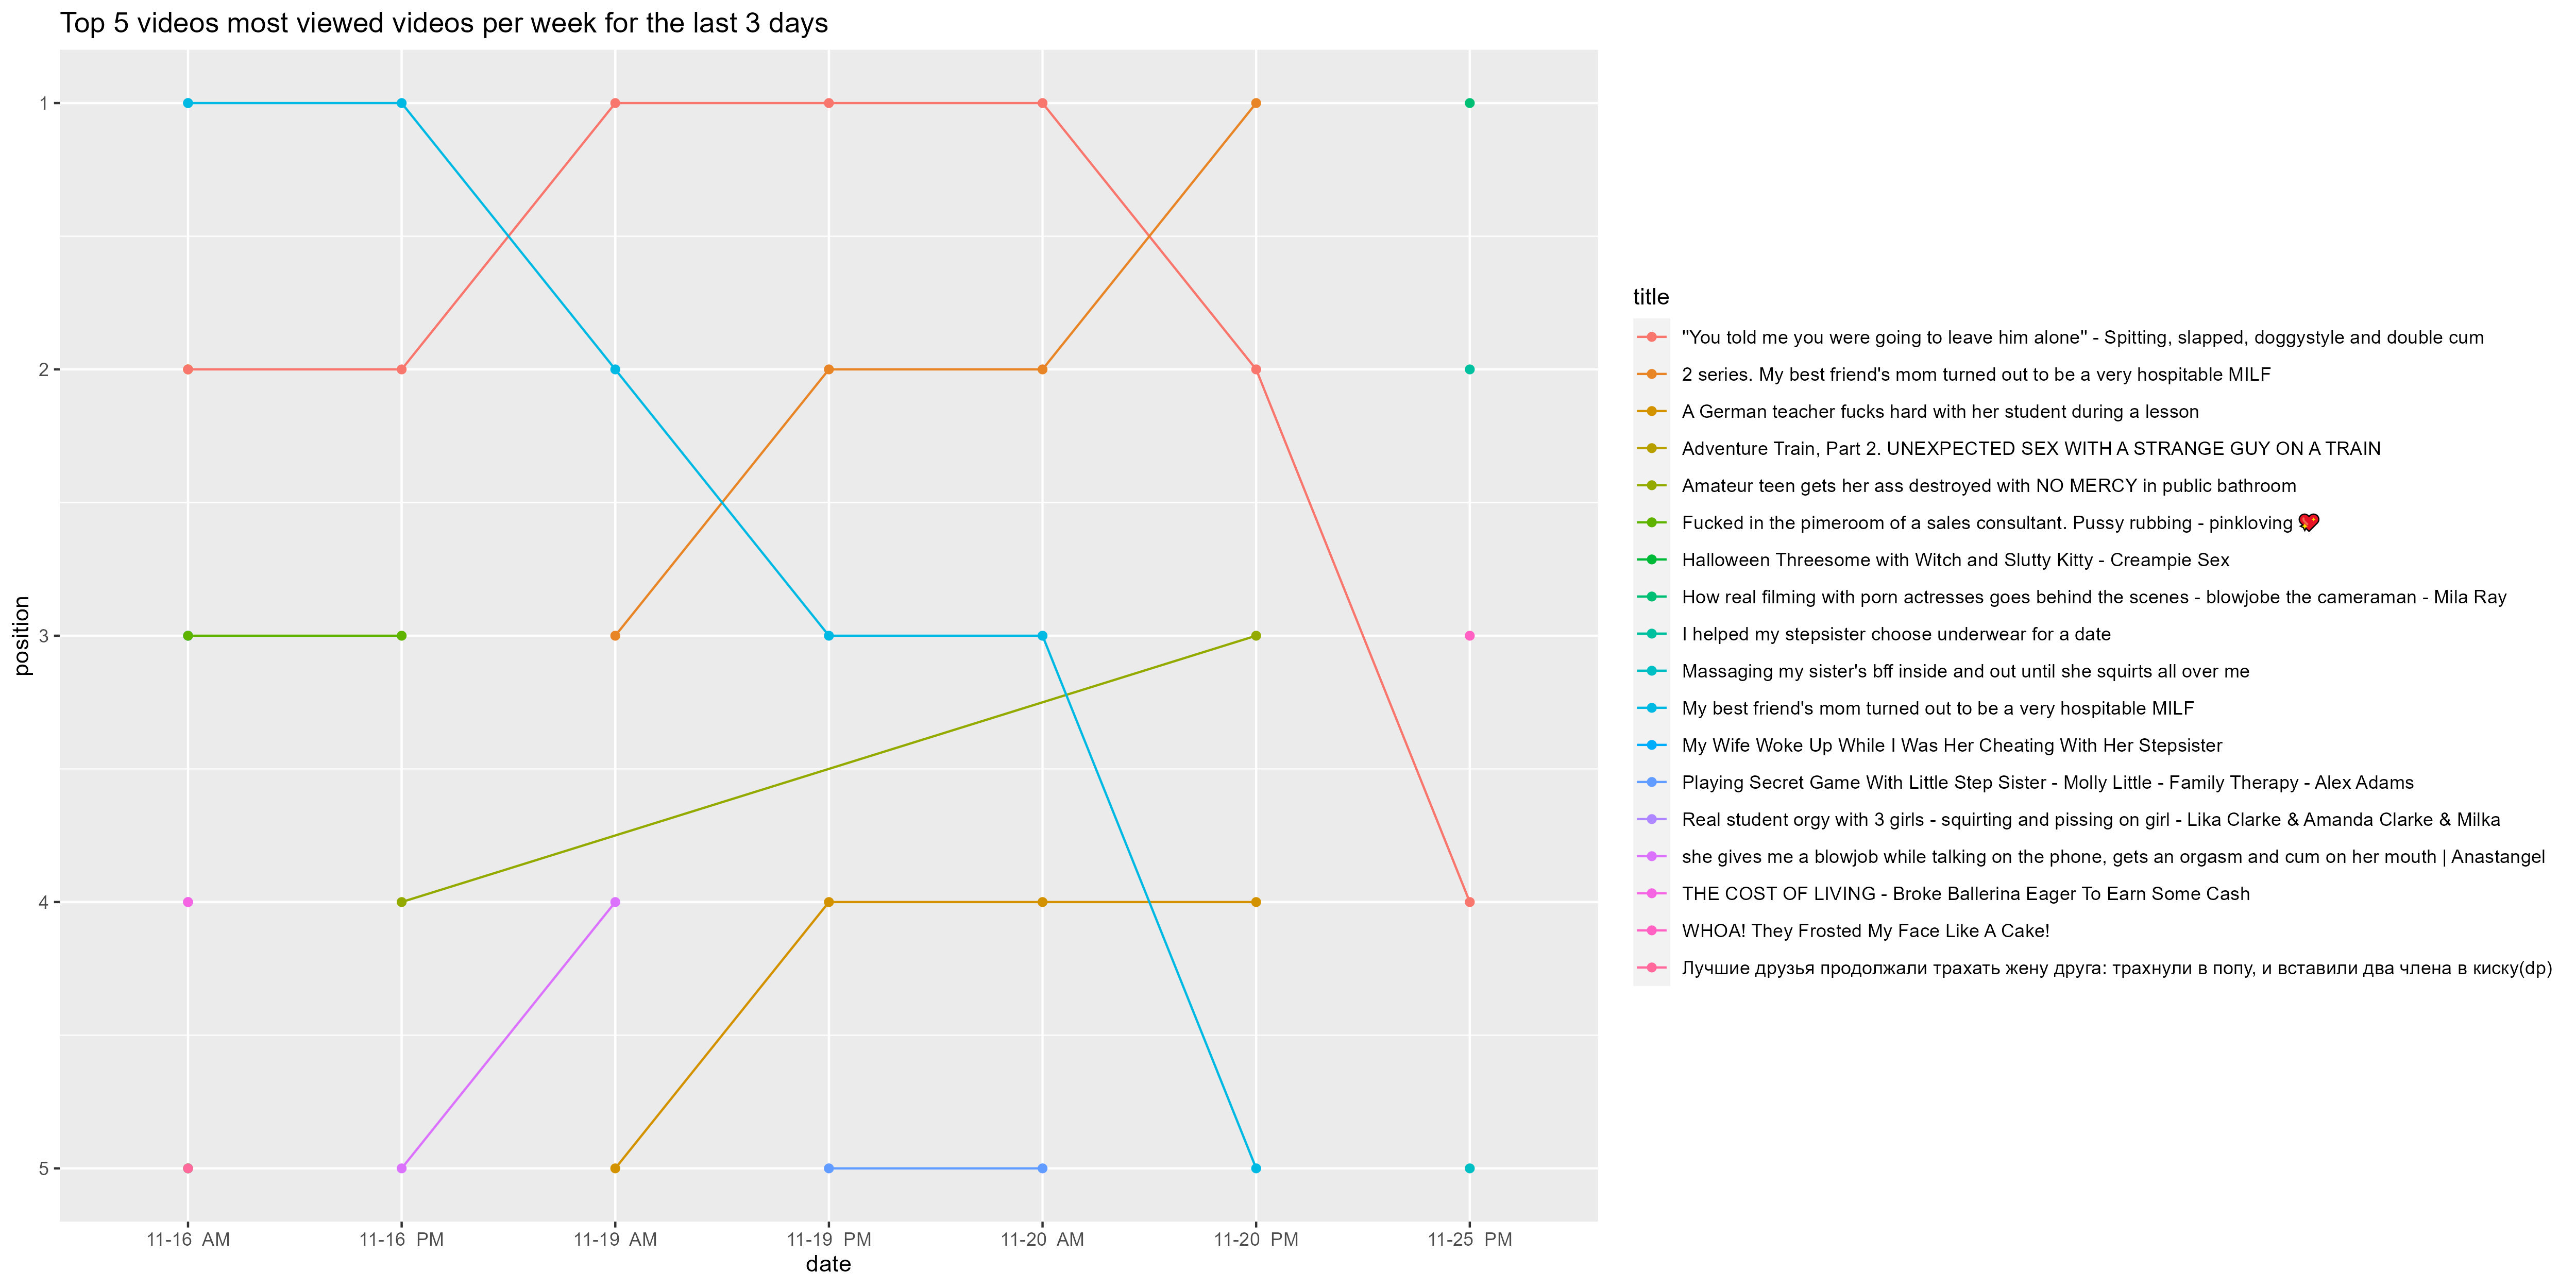 Top 5 videos most viewed videos per week for the last 3 days
position
1
2
3
4
5
11-16 AM
11-16 PM
11-19 AM
11-19 PM
11-20 AM
11-20 PM
11-25 PM
date
title
"You told me you were going to leave him alone" - Spitting, slapped, doggystyle and double cum
2 series. My best friend's mom turned out to be a very hospitable MILF
A German teacher fucks hard with her student during a lesson
Adventure Train, Part 2. UNEXPECTED SEX WITH A STRANGE GUY ON A TRAIN
Amateur teen gets her ass destroyed with NO MERCY in public bathroom
Fucked in the pimeroom of a sales consultant. Pussy rubbing - pinkloving 💖
Halloween Threesome with Witch and Slutty Kitty - Creampie Sex
How real filming with porn actresses goes behind the scenes - blowjobe the cameraman - Mila Ray
I helped my stepsister choose underwear for a date
Massaging my sister's bff inside and out until she squirts all over me
My best friend's mom turned out to be a very hospitable MILF
My Wife Woke Up While I Was Her Cheating With Her Stepsister
Playing Secret Game With Little Step Sister - Molly Little - Family Therapy - Alex Adams
Real student orgy with 3 girls - squirting and pissing on girl - Lika Clarke & Amanda Clarke & Milka
she gives me a blowjob while talking on the phone, gets an orgasm and cum on her mouth | Anastangel
THE COST OF LIVING - Broke Ballerina Eager To Earn Some Cash
WHOA! They Frosted My Face Like A Cake!
Лучшие друзья продолжали трахать жену друга: трахнули в попу, и вставили два члена в киску(dp)